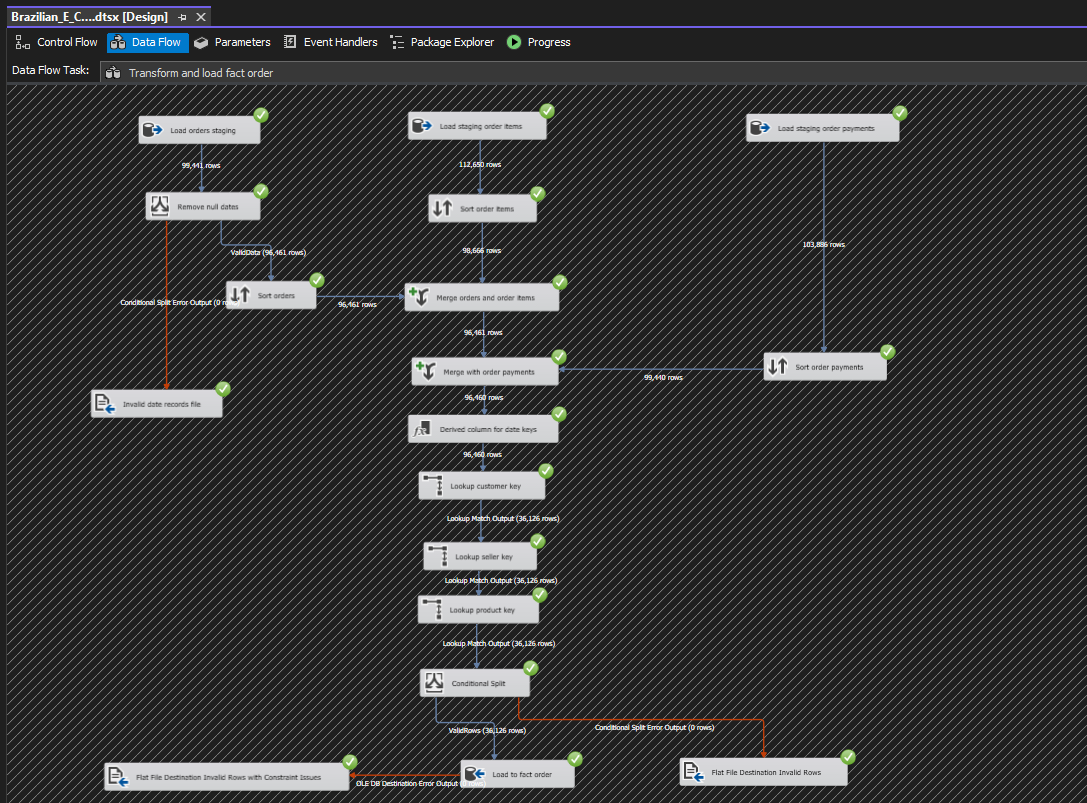 Brazilian_E_C....dtsx [Design]
Control Flow
Data Flow
Parameters
Event Handlers
Package Explorer
Progress
Data Flow Task:
Transform and load fact order
Load orders staging
Load staging order items
Load staging order payments
99,441 rows
112,650 rows
Remove null dates
Sort order items
ValidData (96,461 rows)
98,666 rows
103,886 rows
Conditional Split Error Output (0
Sort orders
96,461 rows
Merge orders and order items
96,461 rows
Merge with order payments
99,440 rows
Sort order payments
96,460 rows
Invalid date records file
Derived column for date keys
96,460 rows
Lookup customer key
Lookup Match Output (36,126 rows)
Lookup seller key
Lookup Match Output (36,126 rows)
Lookup product key
Lookup Match Output (36,126 rows)
Conditional Split
ValidRows (36,126 rows)
Conditional Split Error Output (0 rows)
Flat File Destination Invalid Rows with Constraint Issues
OLE DB Destination Error Output
Load to fact order
Flat File Destination Invalid Rows